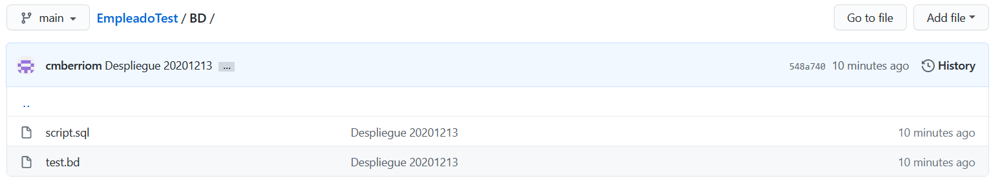 main EmpleadoTest / BD / Go to file Add file
cmberriom Despliegue 20201213 ... 548a740 10 minutes ago History
..
script.sql Despliegue 20201213 10 minutes ago
test.bd Despliegue 20201213 10 minutes ago